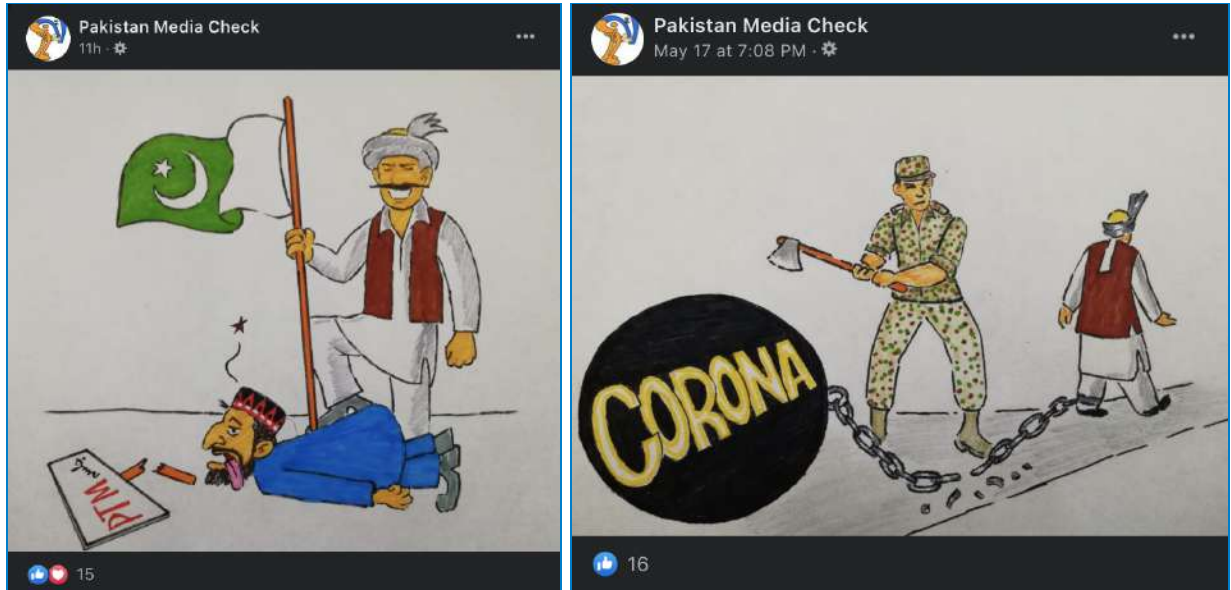 Pakistan Media Check
11h ·
PTM
15
Pakistan Media Check
May 17 at 7:08 PM ·
CORONA
16